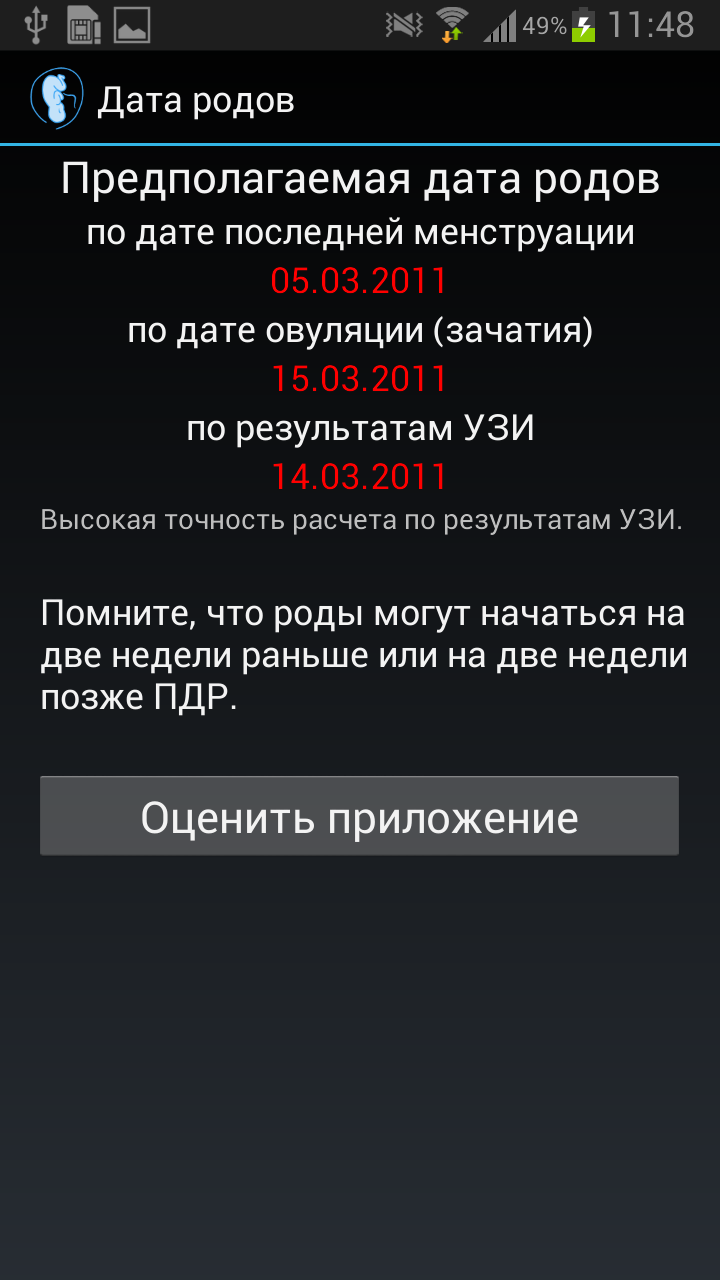 49% 11:48
Дата родов
Предполагаемая дата родов
по дате последней менструации
05.03.2011
по дате овуляции (зачатия)
15.03.2011
по результатам УЗИ
14.03.2011
Высокая точность расчета по результатам УЗИ.
Помните, что роды могут начаться на
две недели раньше или на две недели
позже ПДР.
Оценить приложение